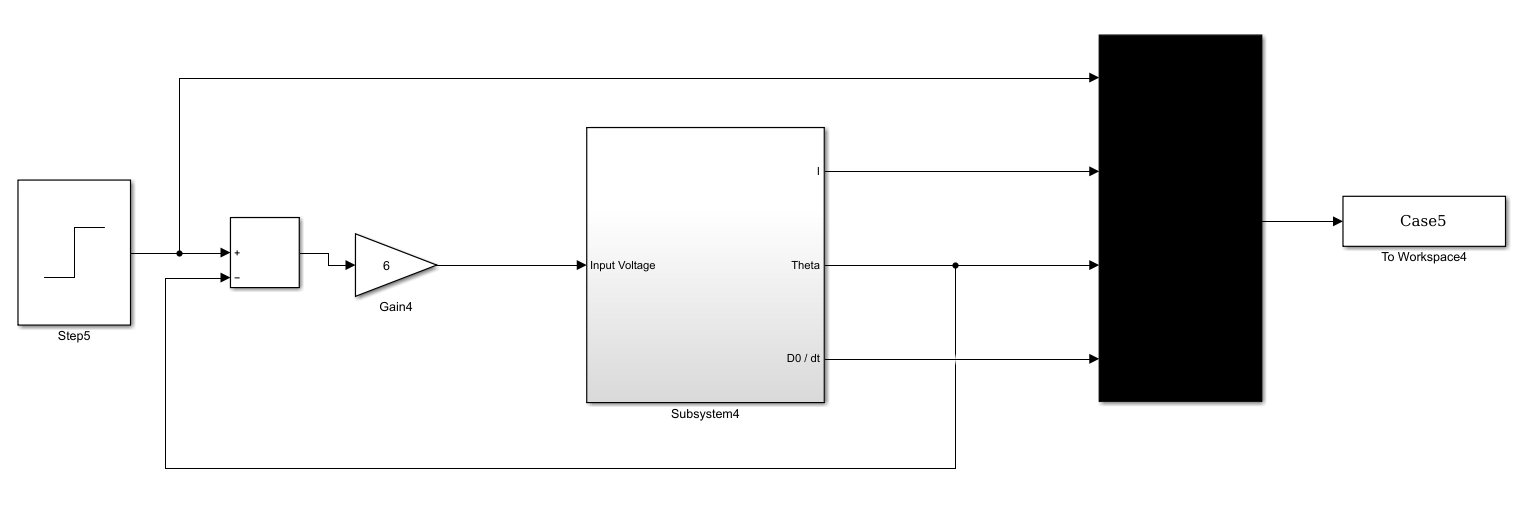 I
Case5
To Workspace4
+
−
6
Gain4
Input Voltage
Theta
Step5
D0 / dt
Subsystem4